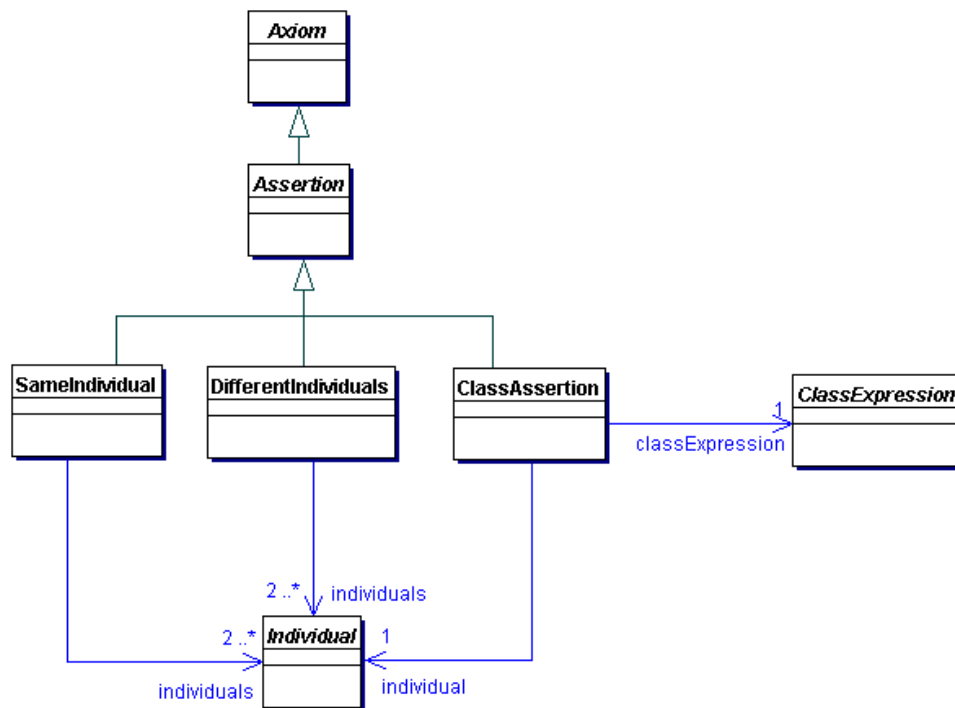 Axiom
Assertion
SameIndividual
DifferentIndividuals
ClassAssertion
ClassExpression
1
classExpression
2 ..*
individuals
2 ..*
Individual
1
individuals
individual